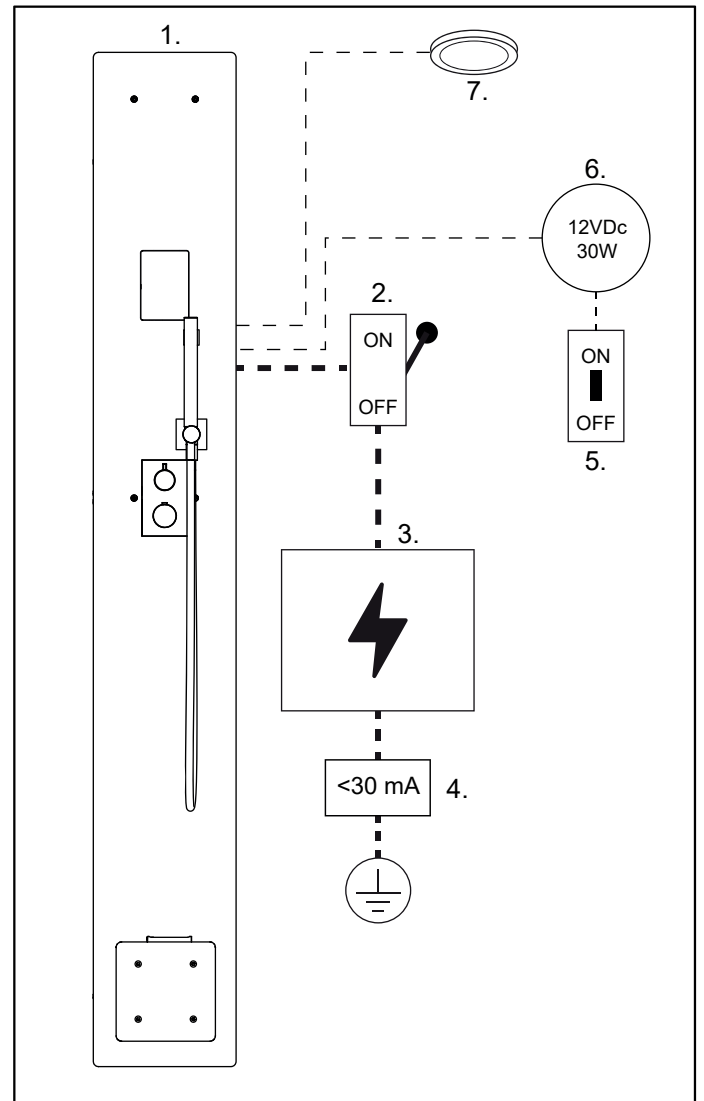 1.
7.
6.
12VDc
30W
2.
ON
OFF
ON
OFF
5.
3.
<30 mA
4.